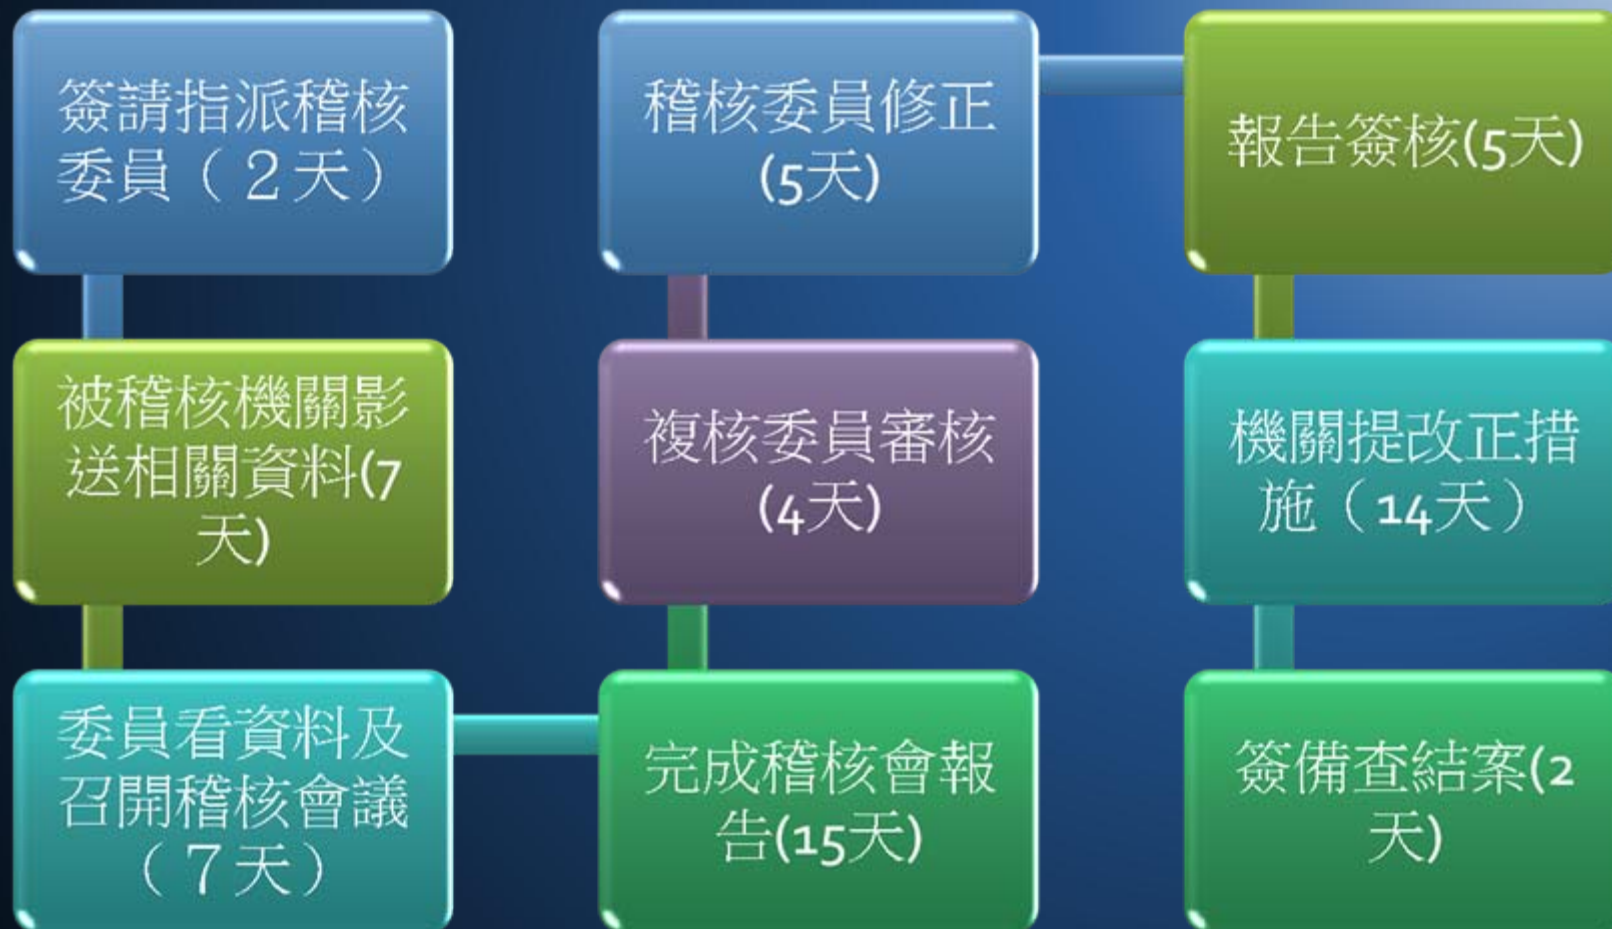 簽請指派稽核
委員（２天）
被稽核機關影
送相關資料(7
天)
委員看資料及
召開稽核會議
（７天）
完成稽核會報
告(15天)
複核委員審核
(4天)
稽核委員修正
(5天)
報告簽核(5天)
機關提改正措
施（14天）
簽備查結案(2
天)